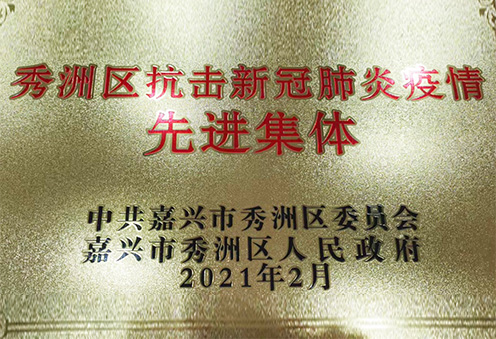 秀洲区抗击新冠肺炎疫情
先进集体
中共嘉兴市秀洲区委员会
嘉兴市秀洲区人民政府
2021年2月